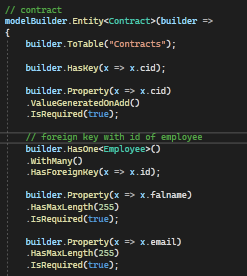 // contract
modelBuilder.Entity<Contract>(builder =>
{
builder.ToTable("Contracts");
builder.HasKey(x => x.cid);
builder.Property(x => x.cid)
.ValueGeneratedOnAdd()
.IsRequired(true);
// foreign key with id of employee
builder.HasOne<Employee>()
.WithMany()
.HasForeignKey(x => x.id);
builder.Property(x => x.falname)
.HasMaxLength(255)
.IsRequired(true);
builder.Property(x => x.email)
.HasMaxLength(255)
.IsRequired(true);